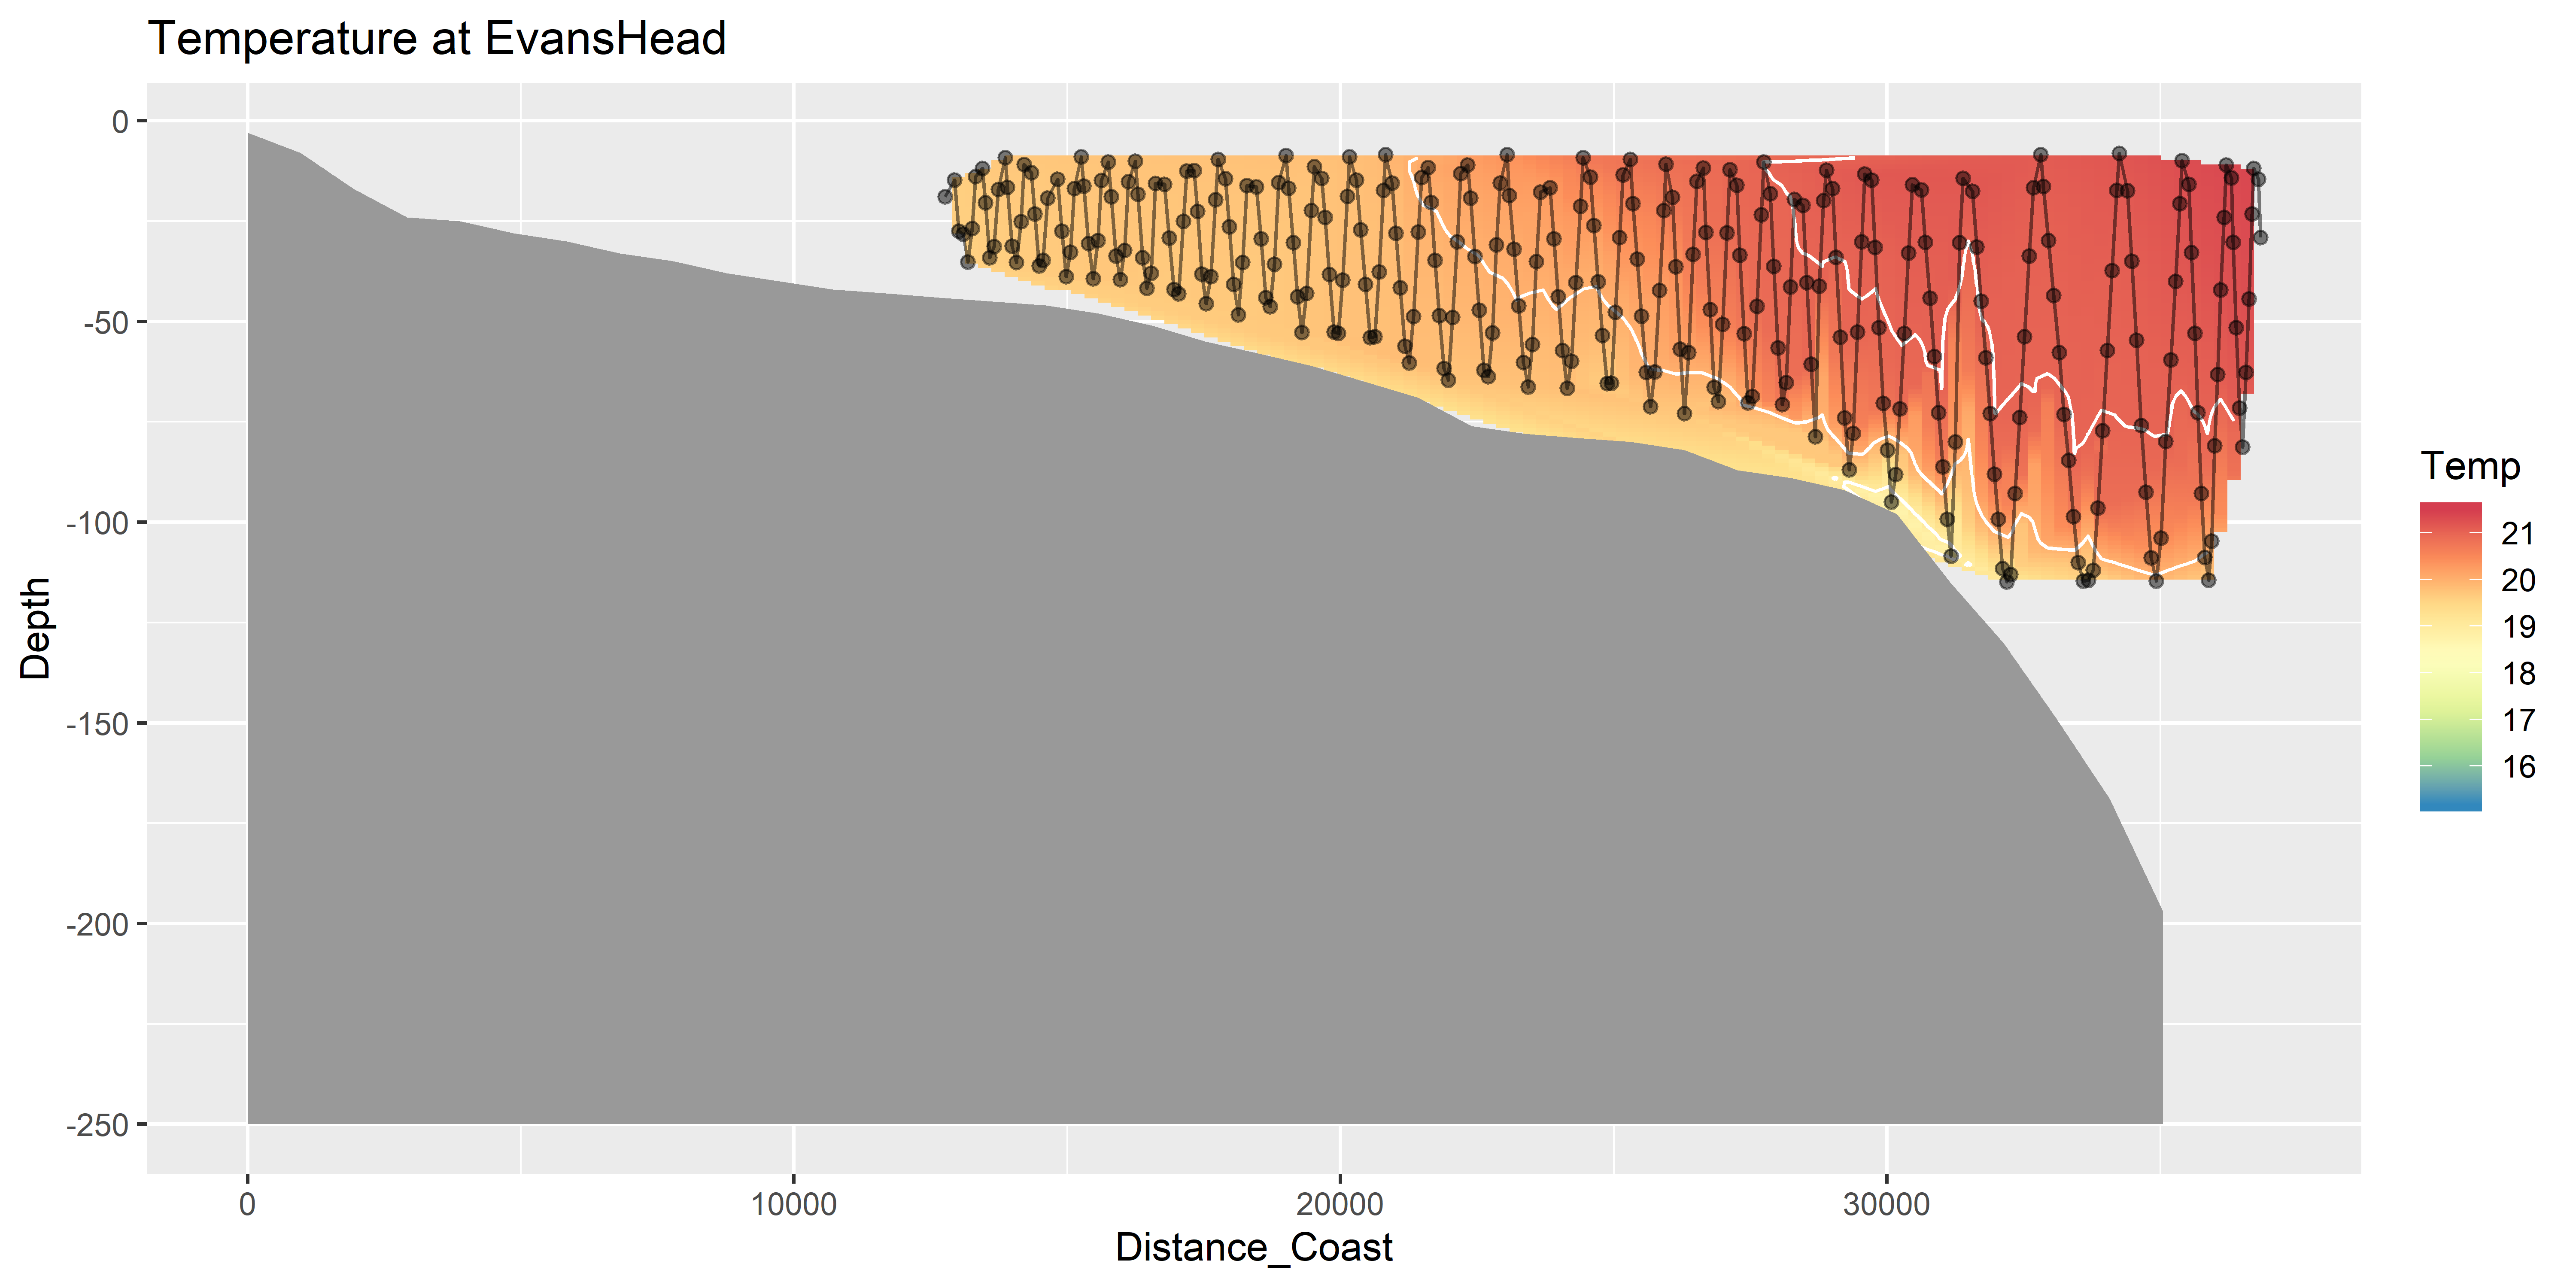 Temperature at EvansHead
0
-50
-100
-150
-200
-250
Depth
0 10000 20000 30000
Distance_Coast
Temp
21
20
19
18
17
16